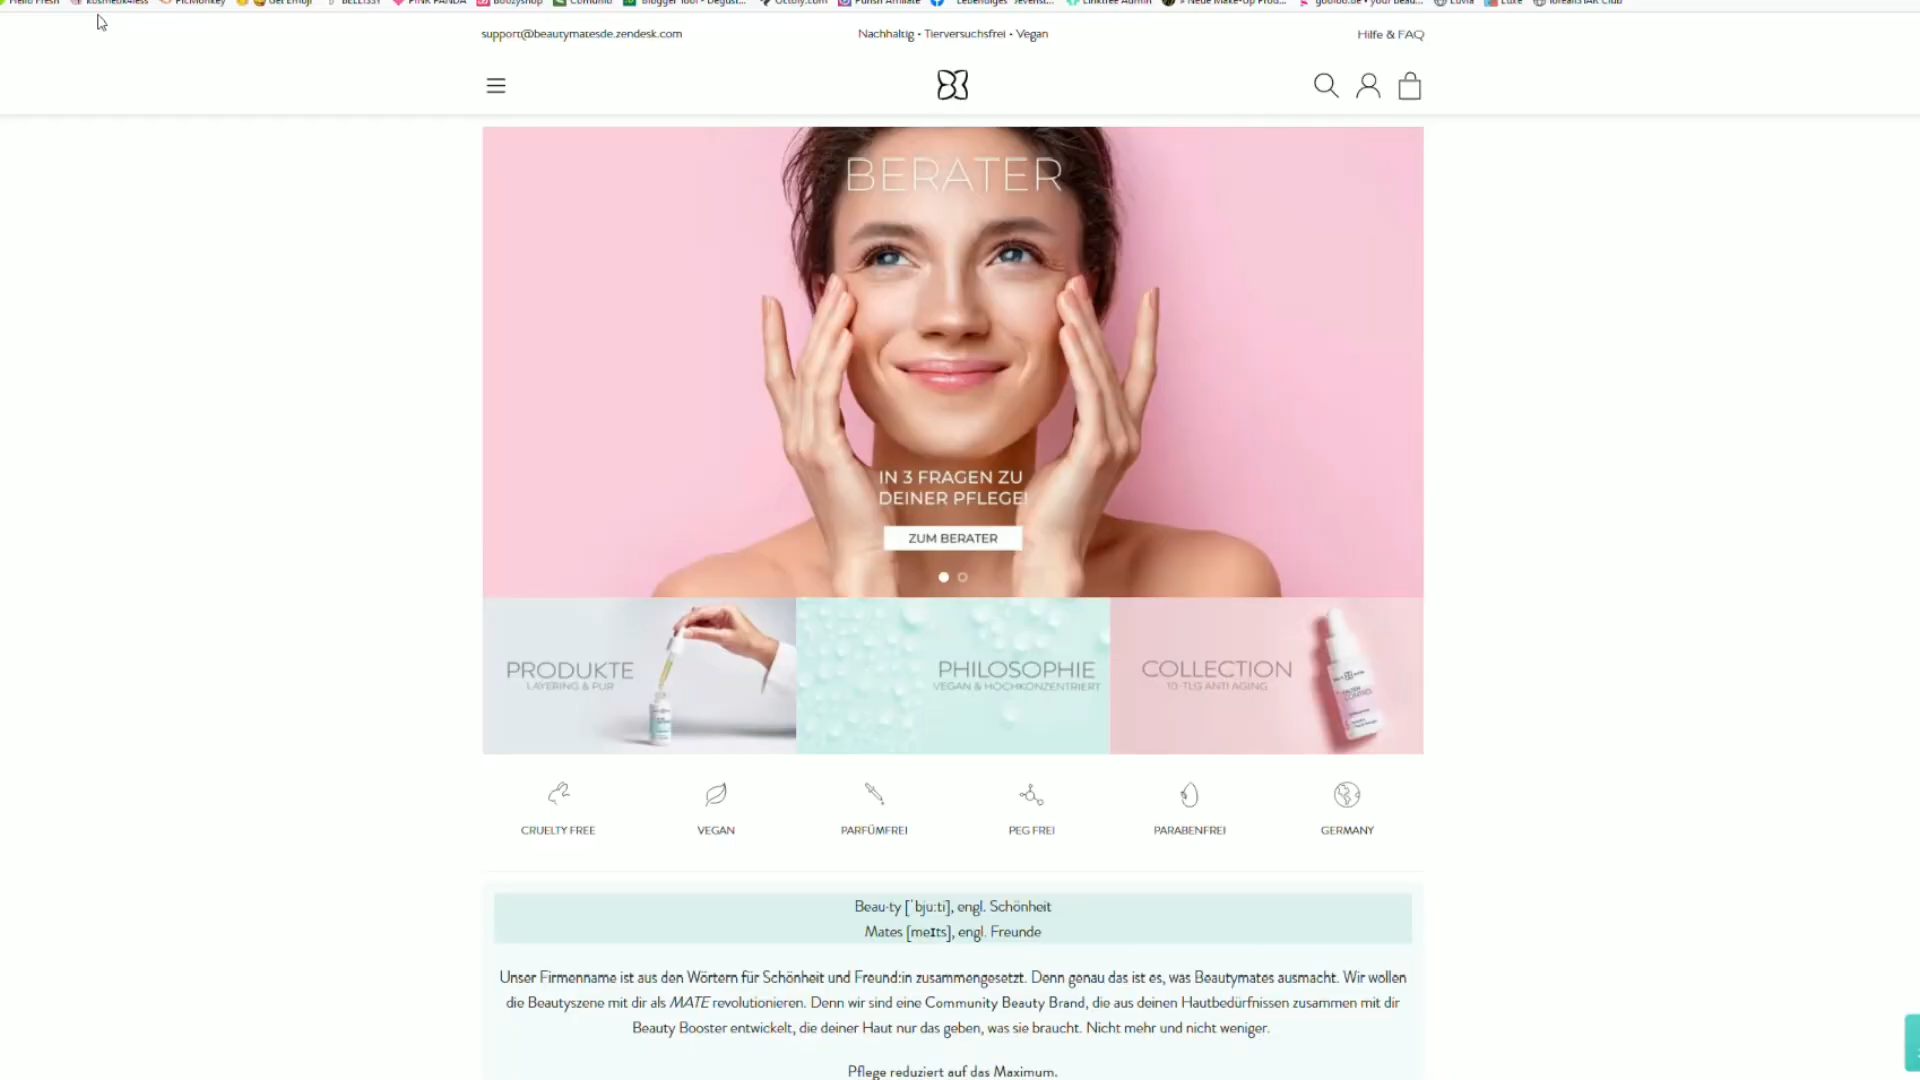 support@beautymatesde.zendesk.com
Nachhaltig • Tierversuchsfrei • Vegan
Hilfe & FAQ
BERATER
IN 3 FRAGEN ZU
DEINER PFLEGE!
ZUM BERATER
PRODUKTE
LAYERING & PUR
PHILOSOPHIE
VEGAN & HOCHKONZENTRIERT
COLLECTION
10-TLG ANTI AGING
CRUELTY FREE
VEGAN
PARFÜMFREI
PEG FREI
PARABENFREI
GERMANY
Beau·ty [ˈbju:ti], engl. Schönheit
Mates [meɪts], engl. Freunde
Unser Firmenname ist aus den Wörtern für Schönheit und Freund:in zusammengesetzt. Denn genau das ist es, was Beautymates ausmacht. Wir wollen
die Beautyszene mit dir als MATE revolutionieren. Denn wir sind eine Community Beauty Brand, die aus deinen Hautbedürfnissen zusammen mit dir
Beauty Booster entwickelt, die deiner Haut nur das geben, was sie braucht. Nicht mehr und nicht weniger.
Pflege reduziert auf das Maximum.